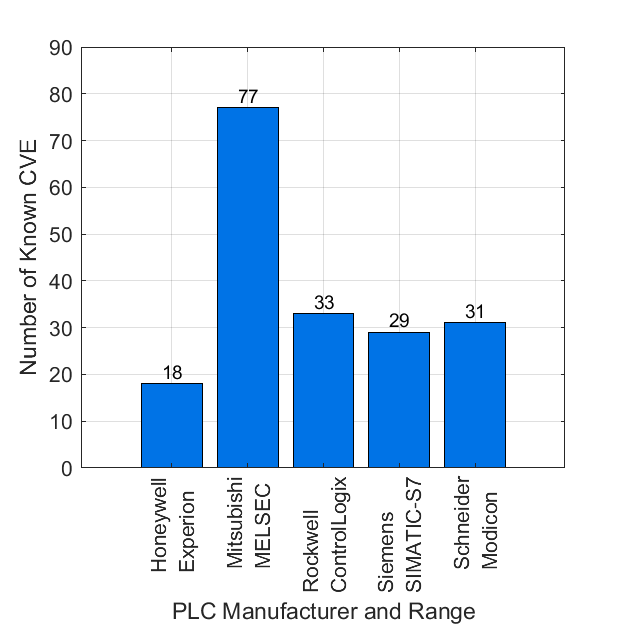 90
80
70
60
50
40
30
20
10
0
Number of Known CVE
18
77
33
29
31
Honeywell
Experion
Mitsubishi
MELSEC
Rockwell
ControlLogix
Siemens
SIMATIC-S7
Schneider
Modicon
PLC Manufacturer and Range